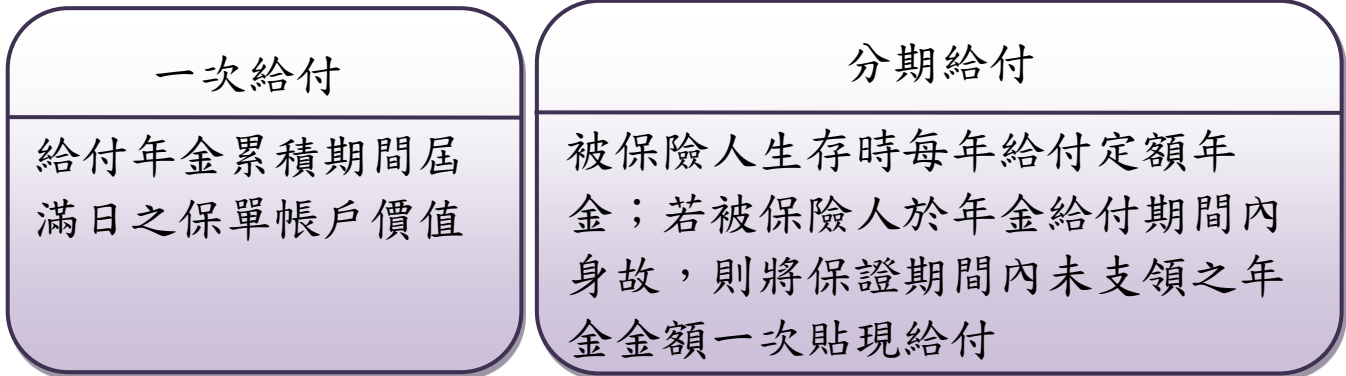 一次給付
給付年金累積期間屆
滿日之保單帳戶價值
分期給付
被保險人生存時每年給付定額年
金；若被保險人於年金給付期間內
身故，則將保證期間內未支領之年
金金額一次貼現給付